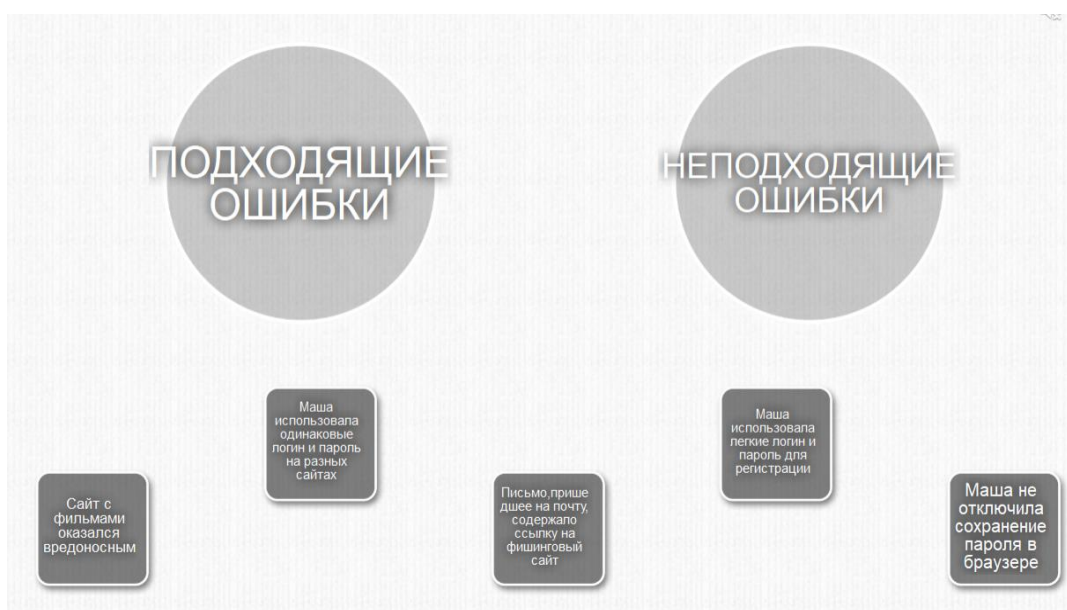 ПОДХОДЯЩИЕ
ОШИБКИ
НЕПОДХОДЯЩИЕ
ОШИБКИ
Сайт с
фильмами
оказался
вредоносным
Маша
использовала
одинаковые
логин и пароль
на разных
сайтах
Письмо,прише
дшее на почту,
содержало
ссылку на
фишинговый
сайт
Маша
использовала
легкие логин и
пароль для
регистрации
Маша не
отключила
сохранение
пароля в
браузере